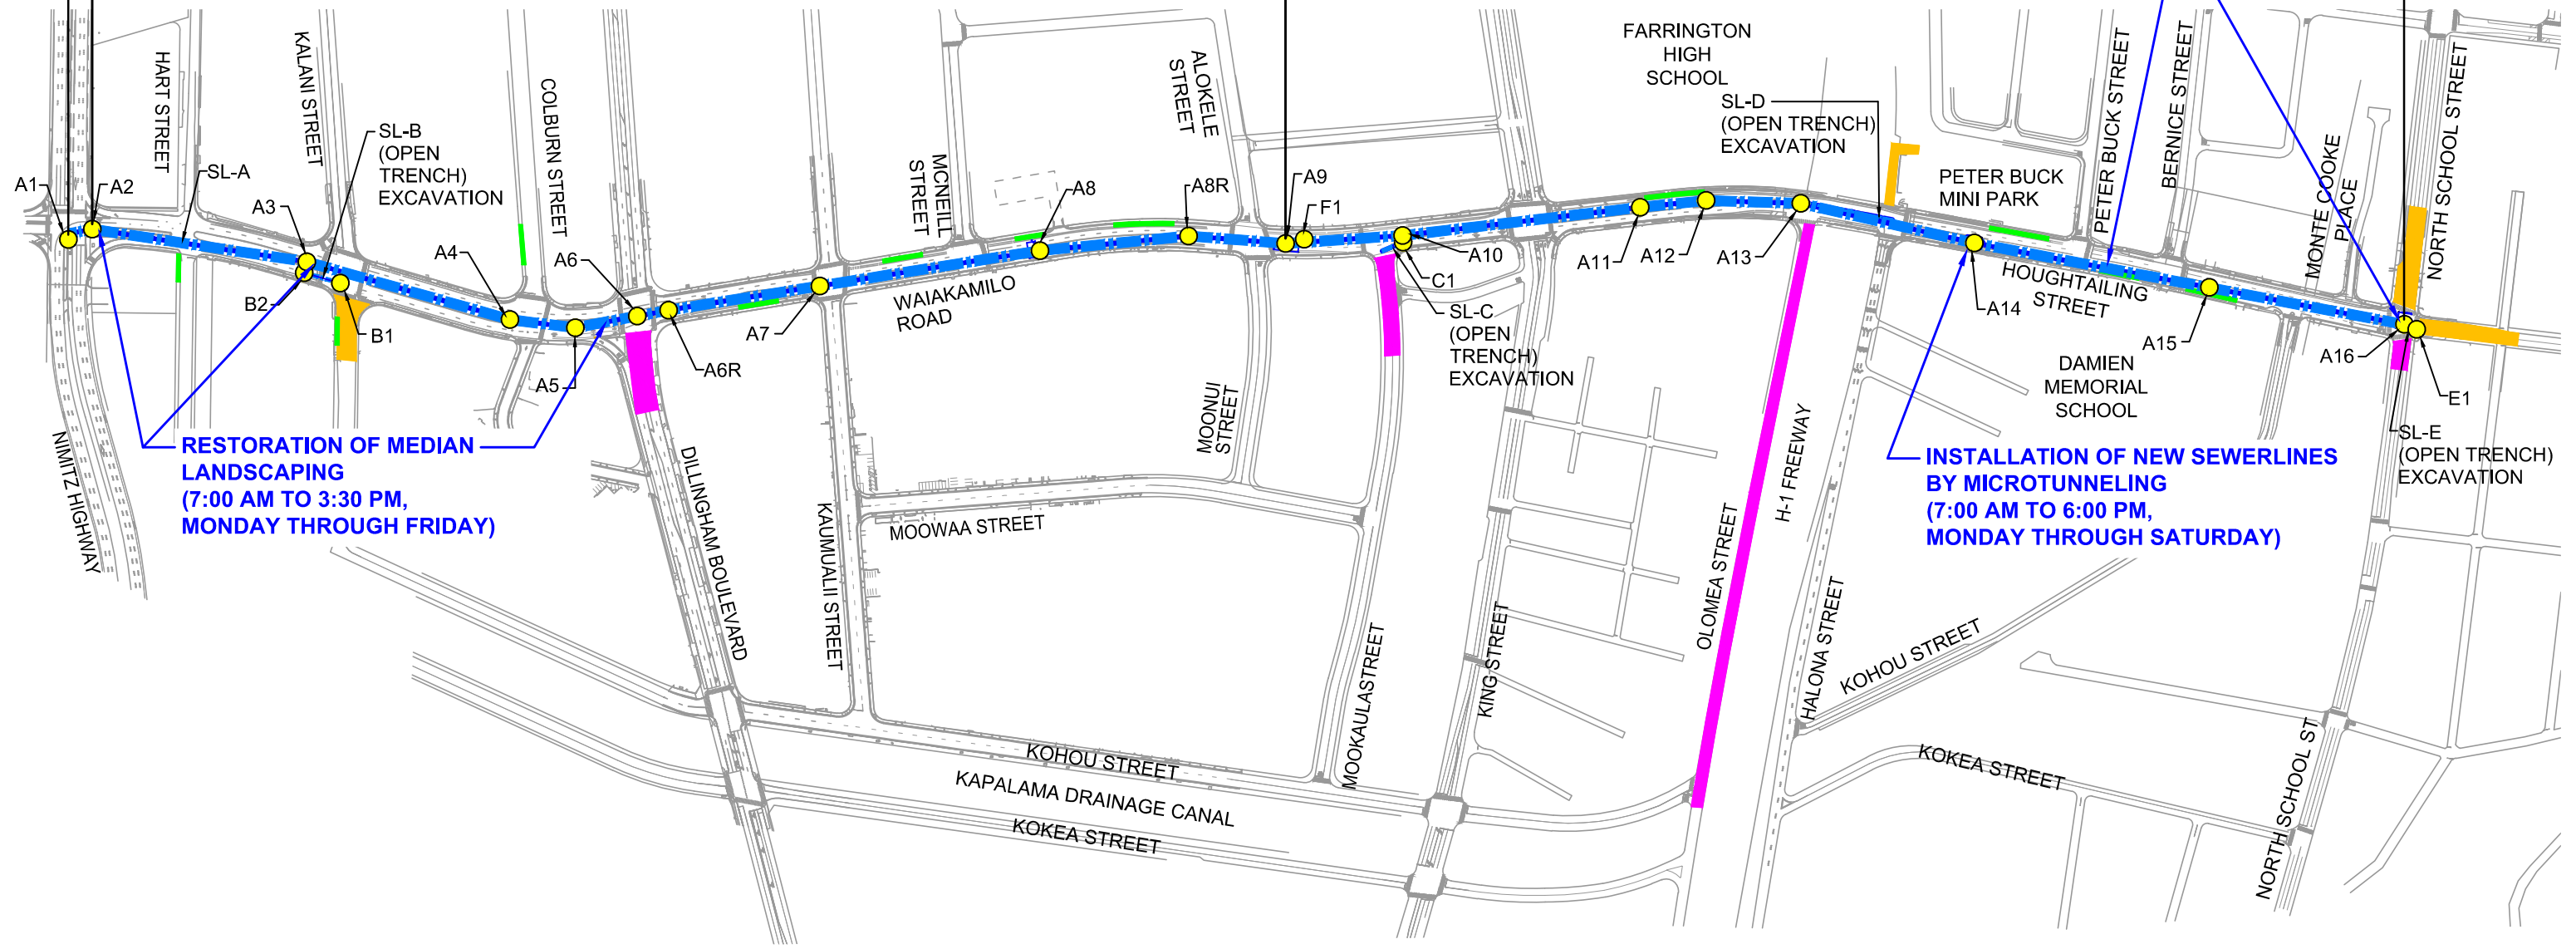 HART STREET
KALANI STREET
COLBURN STREET
MCNEILL
STREET
ALOKELE
STREET
FARRINGTON
HIGH
SCHOOL
PETER BUCK STREET
BERNICE STREET
MONTE COOKE
PLACE
NORTH SCHOOL STREET
SL-D
(OPEN TRENCH)
EXCAVATION
SL-B
(OPEN
TRENCH)
EXCAVATION
PETER BUCK
MINI PARK
A1
A2
SL-A
A3
B2
B1
A4
A5
A6
A6R
A7
WAIAKAMILO
ROAD
A8
A8R
A9
F1
A10
C1
SL-C
(OPEN
TRENCH)
EXCAVATION
A11
A12
A13
A14
HOUGHTAILING
STREET
A15
A16
E1
SL-E
(OPEN TRENCH)
EXCAVATION
DAMIEN
MEMORIAL
SCHOOL
RESTORATION OF MEDIAN
LANDSCAPING
(7:00 AM TO 3:30 PM,
MONDAY THROUGH FRIDAY)
INSTALLATION OF NEW SEWERLINES
BY MICROTUNNELING
(7:00 AM TO 6:00 PM,
MONDAY THROUGH SATURDAY)
NIMITZ HIGHWAY
DILLINGHAM BOULEVARD
KAUMUALII STREET
MOOWAA STREET
MOONUI
STREET
MOOKAULASTREET
KING STREET
OLOMEA STREET
H-1 FREEWAY
HALONA STREET
KOHOU STREET
KOHOU STREET
KAPALAMA DRAINAGE CANAL
KOKEA STREET
KOKEA STREET
NORTH SCHOOL ST